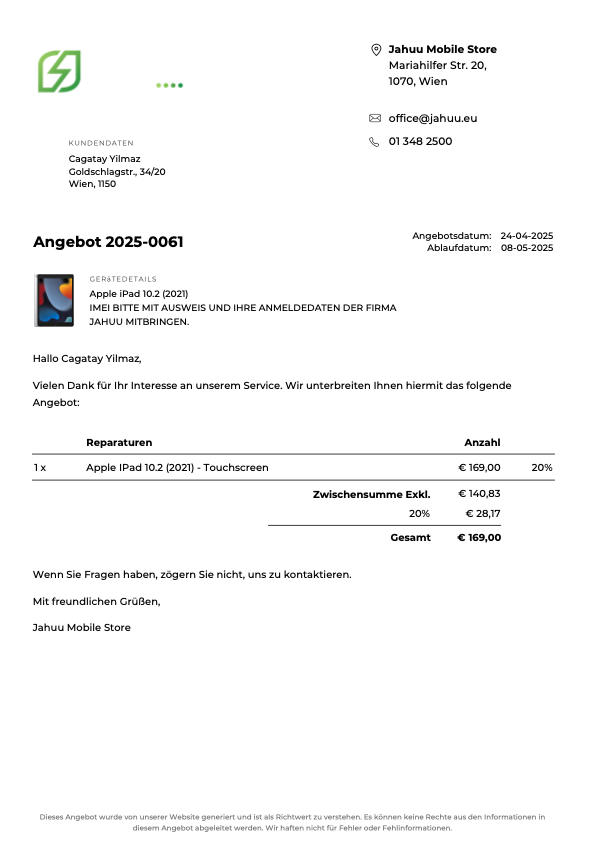 Jahuu Mobile Store
Mariahilfer Str. 20,
1070, Wien
office@jahuu.eu
01 348 2500
KUNDENDATEN
Cagatay Yilmaz
Goldschlagstr., 34/20
Wien, 1150
Angebot 2025-0061
Angebotsdatum: 24-04-2025
Ablaufdatum: 08-05-2025
GERäTEDETAILS
Apple iPad 10.2 (2021)
IMEI BITTE MIT AUSWEIS UND IHRE ANMELDEDATEN DER FIRMA
JAHUU MITBRINGEN.
Hallo Cagatay Yilmaz,
Vielen Dank für Ihr Interesse an unserem Service. Wir unterbreiten Ihnen hiermit das folgende
Angebot:
Reparaturen Anzahl
1 x Apple IPad 10.2 (2021) - Touchscreen € 169,00 20%
Zwischensumme Exkl. € 140,83
20% € 28,17
Gesamt € 169,00
Wenn Sie Fragen haben, zögern Sie nicht, uns zu kontaktieren.
Mit freundlichen Grüßen,
Jahuu Mobile Store
Dieses Angebot wurde von unserer Website generiert und ist als Richtwert zu verstehen. Es können keine Rechte aus den Informationen in
diesem Angebot abgeleitet werden. Wir haften nicht für Fehler oder Fehlinformationen.